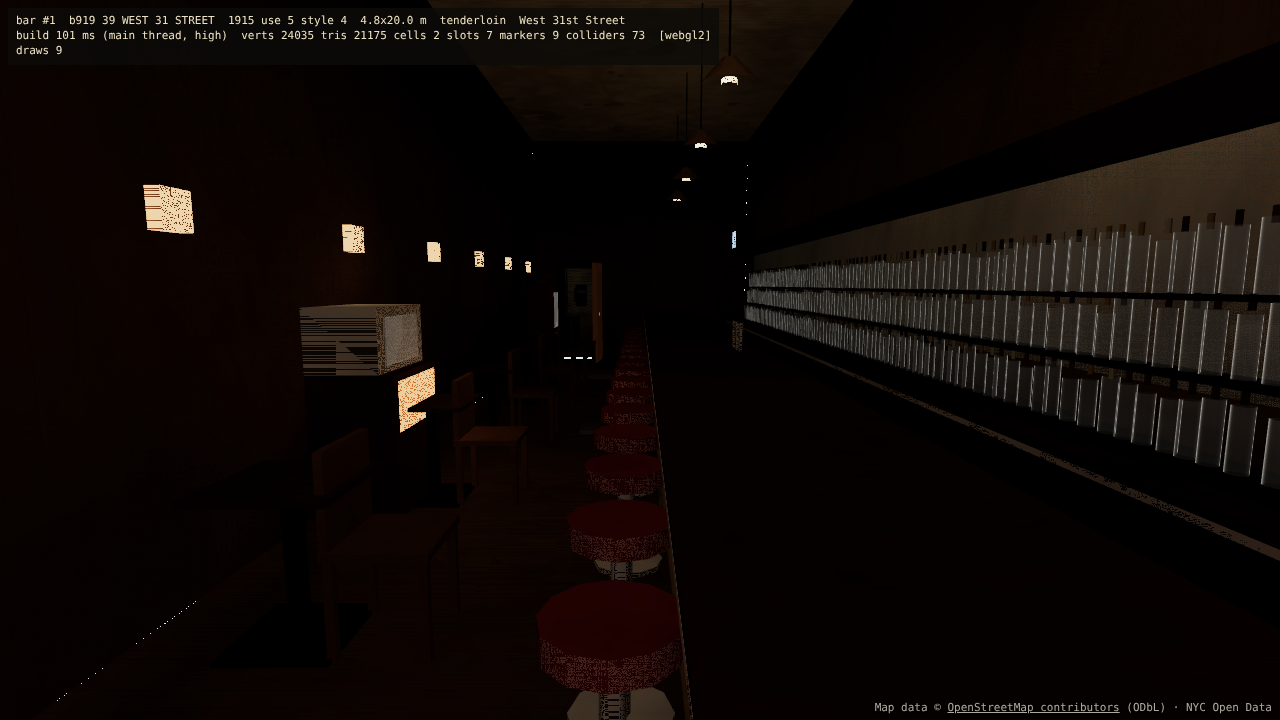 bar #1  b919 39 WEST 31 STREET  1915 use 5 style 4  4.8x20.0 m  tenderloin  West 31st Street
build 101 ms (main thread, high)  verts 24035 tris 21175 cells 2 slots 7 markers 9 colliders 73  [webgl2]
draws 9
Map data © OpenStreetMap contributors (ODbL) · NYC Open Data